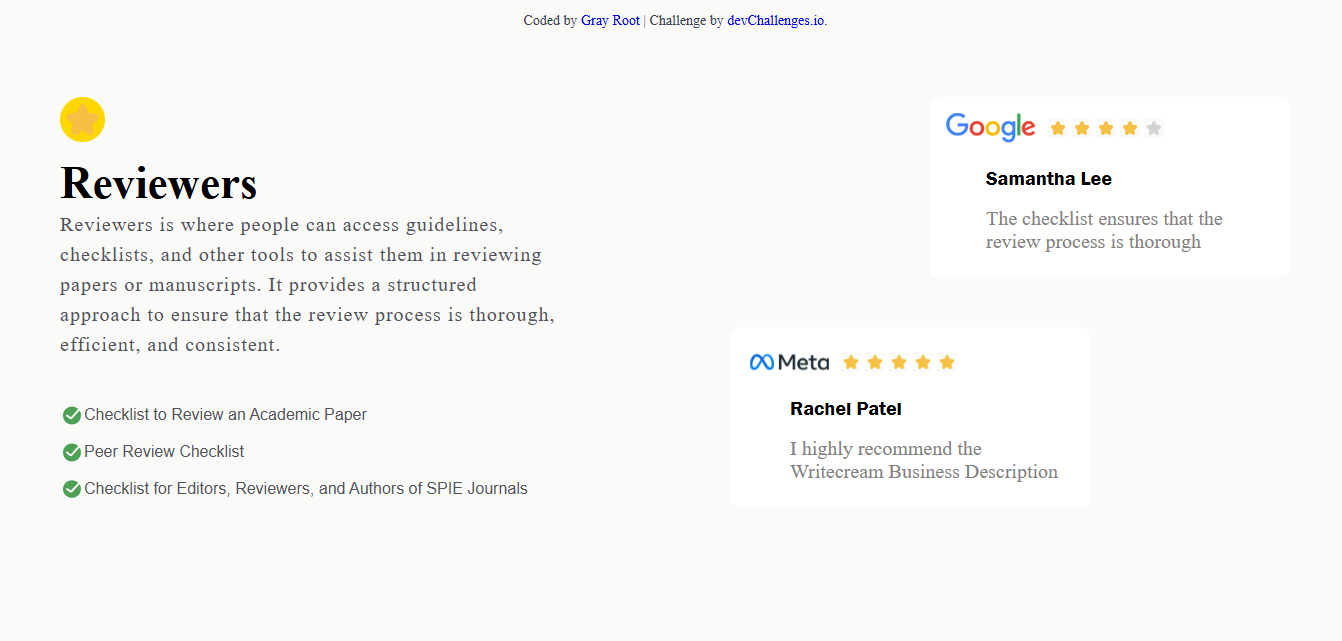 Coded by Gray Root | Challenge by devChallenges.io.
Reviewers
Reviewers is where people can access guidelines,
checklists, and other tools to assist them in reviewing
papers or manuscripts. It provides a structured
approach to ensure that the review process is thorough,
efficient, and consistent.
Checklist to Review an Academic Paper
Peer Review Checklist
Checklist for Editors, Reviewers, and Authors of SPIE Journals
Google
Samantha Lee
The checklist ensures that the
review process is thorough
Meta
Rachel Patel
I highly recommend the
Writecream Business Description